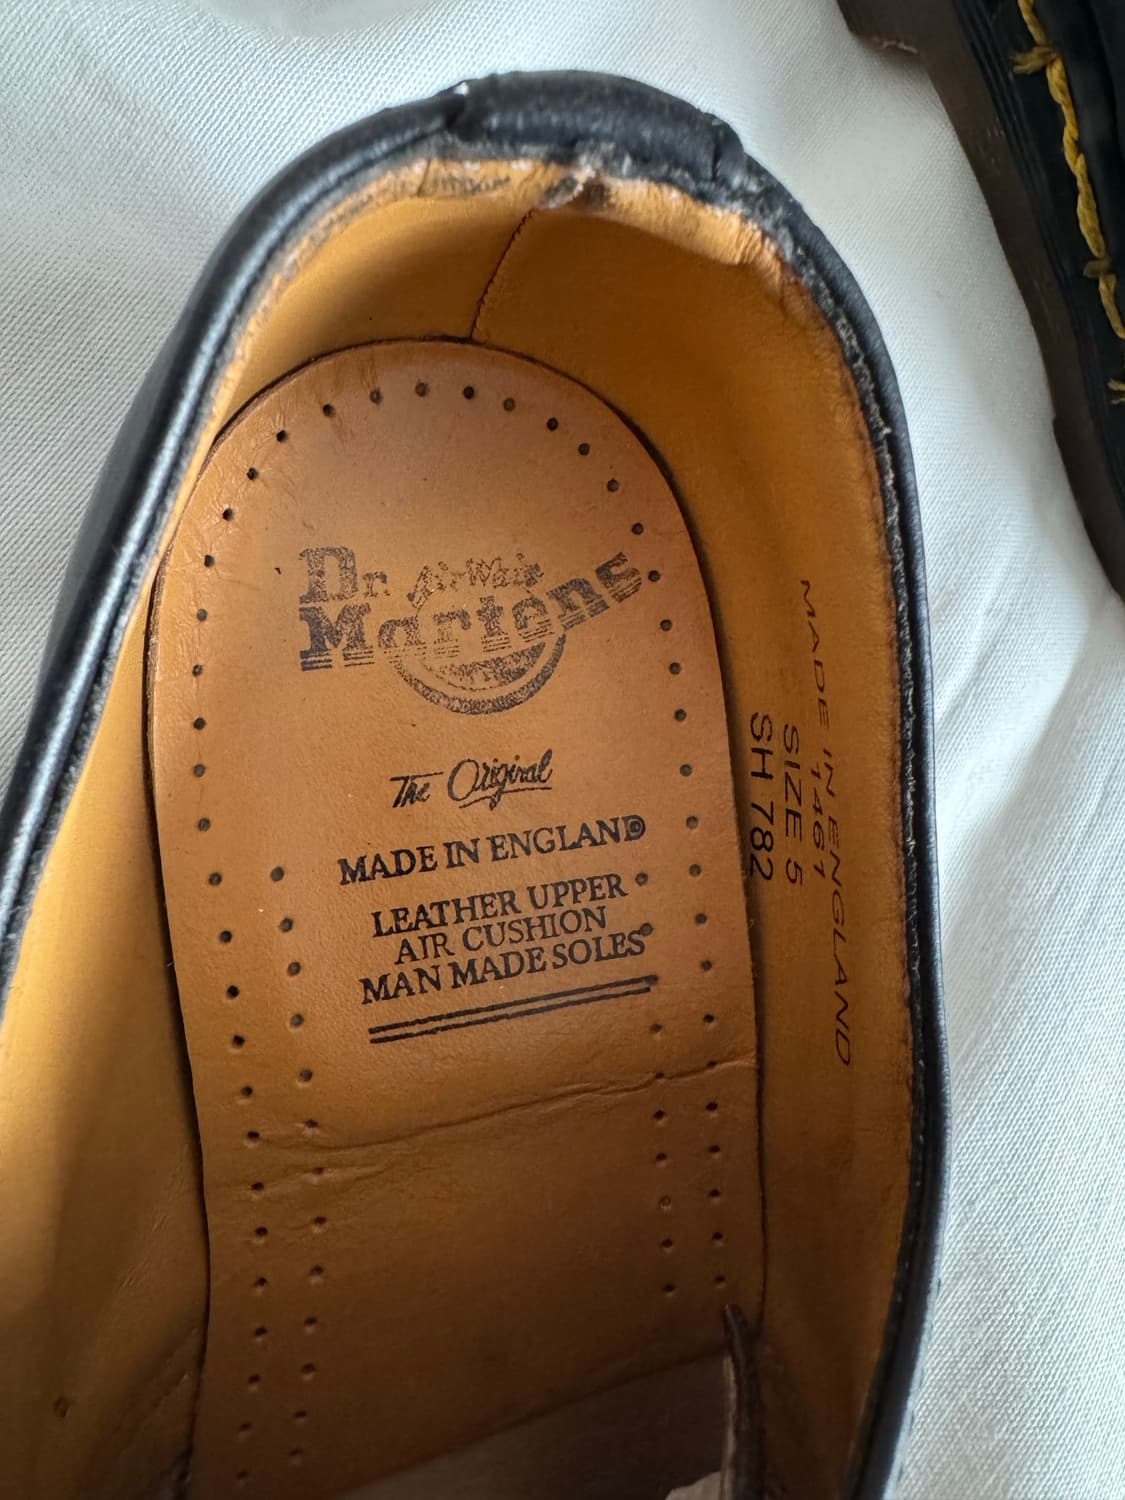 Dr. AirWair
Martens
The Original
MADE IN ENGLAND
LEATHER UPPER
AIR CUSHION
MAN MADE SOLES
MADE IN ENGLAND
1461
SIZE 5
SH 782